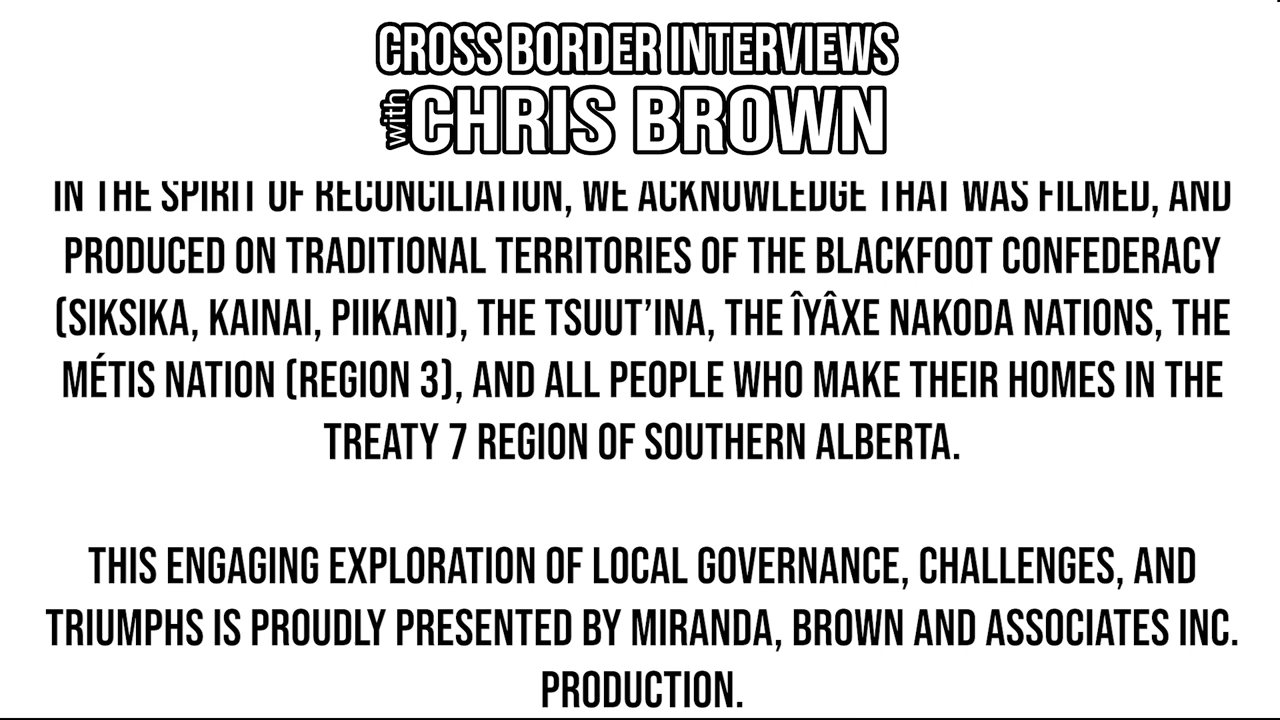 CROSS BORDER INTERVIEWS
with CHRIS BROWN
IN THE SPIRIT OF RECONCILIATION, WE ACKNOWLEDGE THAT WAS FILMED, AND
PRODUCED ON TRADITIONAL TERRITORIES OF THE BLACKFOOT CONFEDERACY
(SIKSIKA, KAINAI, PIIKANI), THE TSUUT’INA, THE ÎYÂXE NAKODA NATIONS, THE
MÉTIS NATION (REGION 3), AND ALL PEOPLE WHO MAKE THEIR HOMES IN THE
TREATY 7 REGION OF SOUTHERN ALBERTA.
THIS ENGAGING EXPLORATION OF LOCAL GOVERNANCE, CHALLENGES, AND
TRIUMPHS IS PROUDLY PRESENTED BY MIRANDA, BROWN AND ASSOCIATES INC.
PRODUCTION.